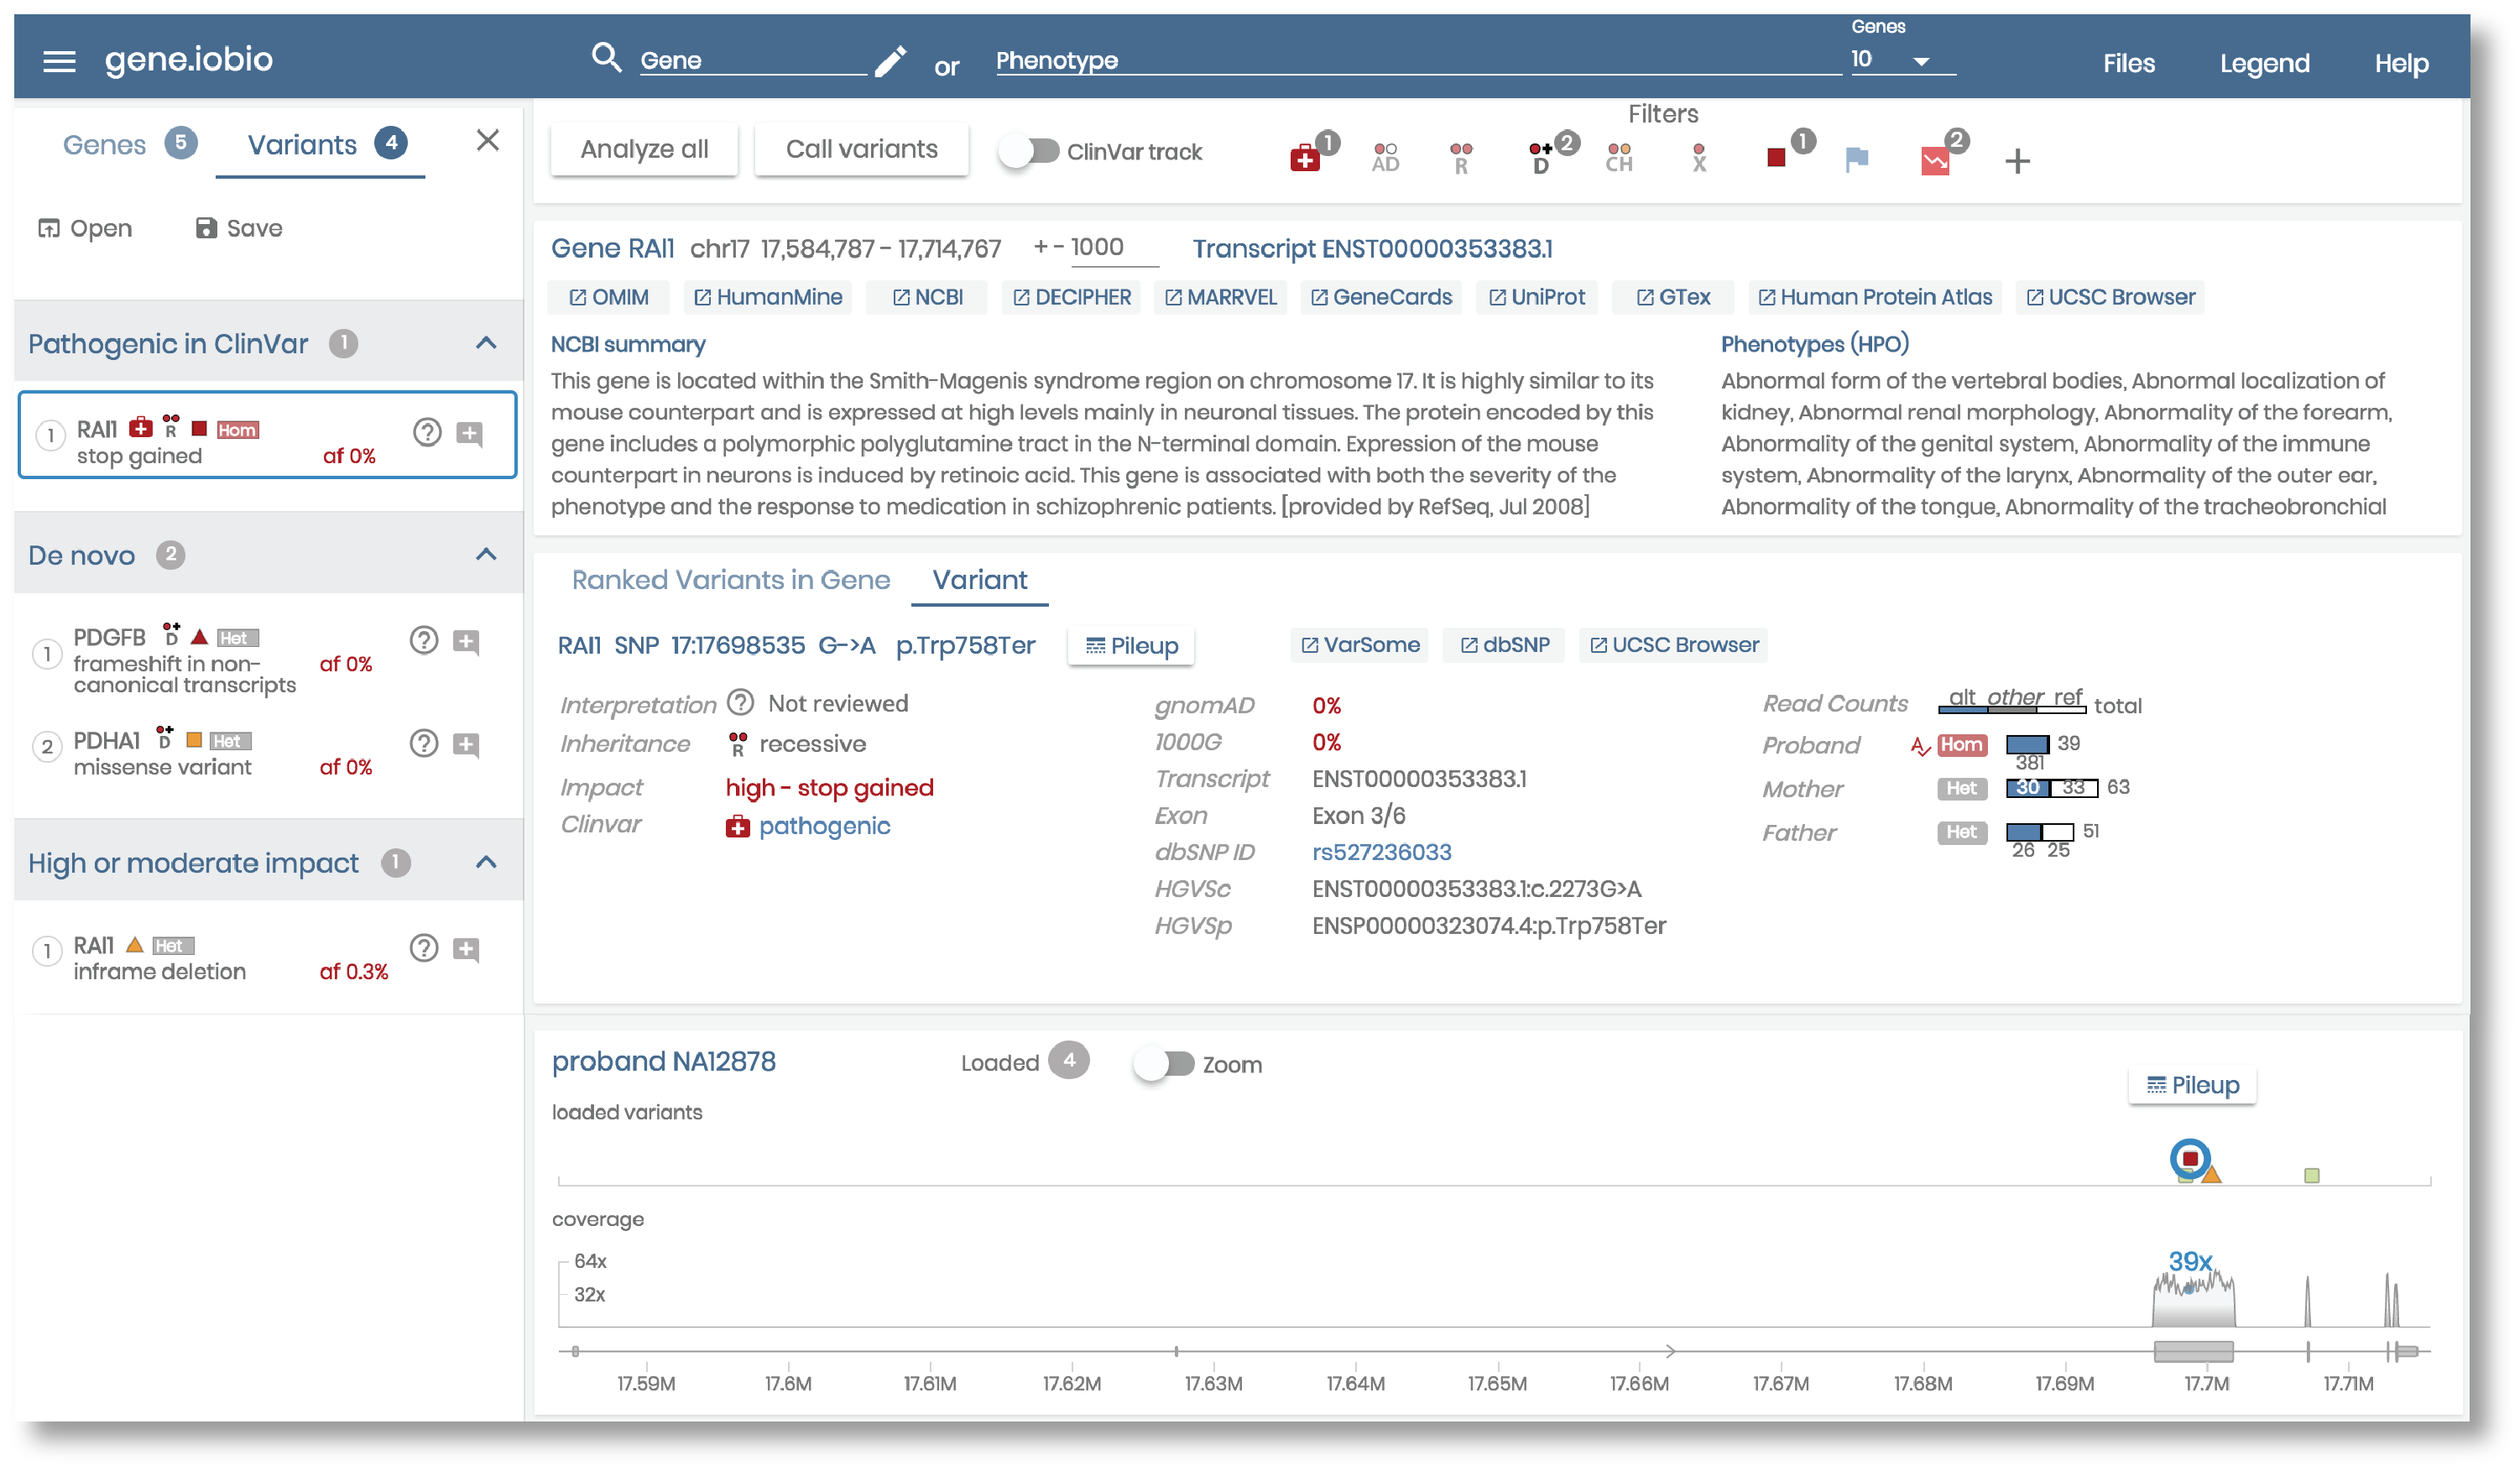 gene.iobio
Gene
or
Phenotype
Genes
10
Files
Legend
Help
Genes 5
Variants 4
Open
Save
Pathogenic in ClinVar 1
1 RAI1 R Hom
stop gained af 0%
De novo 2
1 PDGFB D Het
frameshift in non-
canonical transcripts af 0%
2 PDHA1 D Het
missense variant af 0%
High or moderate impact 1
1 RAI1 Het
inframe deletion af 0.3%
Analyze all
Call variants
ClinVar track
Filters
1 AD R D 2 CH X 1 2 +
Gene RAI1 chr17 17,584,787 - 17,714,767 + - 1000 Transcript ENST00000353383.1
OMIM HumanMine NCBI DECIPHER MARRVEL GeneCards UniProt GTex Human Protein Atlas UCSC Browser
NCBI summary
This gene is located within the Smith-Magenis syndrome region on chromosome 17. It is highly similar to its
mouse counterpart and is expressed at high levels mainly in neuronal tissues. The protein encoded by this
gene includes a polymorphic polyglutamine tract in the N-terminal domain. Expression of the mouse
counterpart in neurons is induced by retinoic acid. This gene is associated with both the severity of the
phenotype and the response to medication in schizophrenic patients. [provided by RefSeq, Jul 2008]
Phenotypes (HPO)
Abnormal form of the vertebral bodies, Abnormal localization of
kidney, Abnormal renal morphology, Abnormality of the forearm,
Abnormality of the genital system, Abnormality of the immune
system, Abnormality of the larynx, Abnormality of the outer ear,
Abnormality of the tongue, Abnormality of the tracheobronchial
Ranked Variants in Gene
Variant
RAI1 SNP 17:17698535 G->A p.Trp758Ter Pileup VarSome dbSNP UCSC Browser
Interpretation Not reviewed
Inheritance R recessive
Impact high - stop gained
Clinvar pathogenic
gnomAD 0%
1000G 0%
Transcript ENST00000353383.1
Exon Exon 3/6
dbSNP ID rs527236033
HGVSc ENST00000353383.1:c.2273G>A
HGVSp ENSP00000323074.4:p.Trp758Ter
Read Counts alt other ref total
Proband Hom 39
381
Mother Het 30 33 63
Father Het 51
26 25
proband NA12878 Loaded 4 Zoom
Pileup
loaded variants
coverage
64x
32x
39x
17.59M 17.6M 17.61M 17.62M 17.63M 17.64M 17.65M 17.66M 17.67M 17.68M 17.69M 17.7M 17.71M